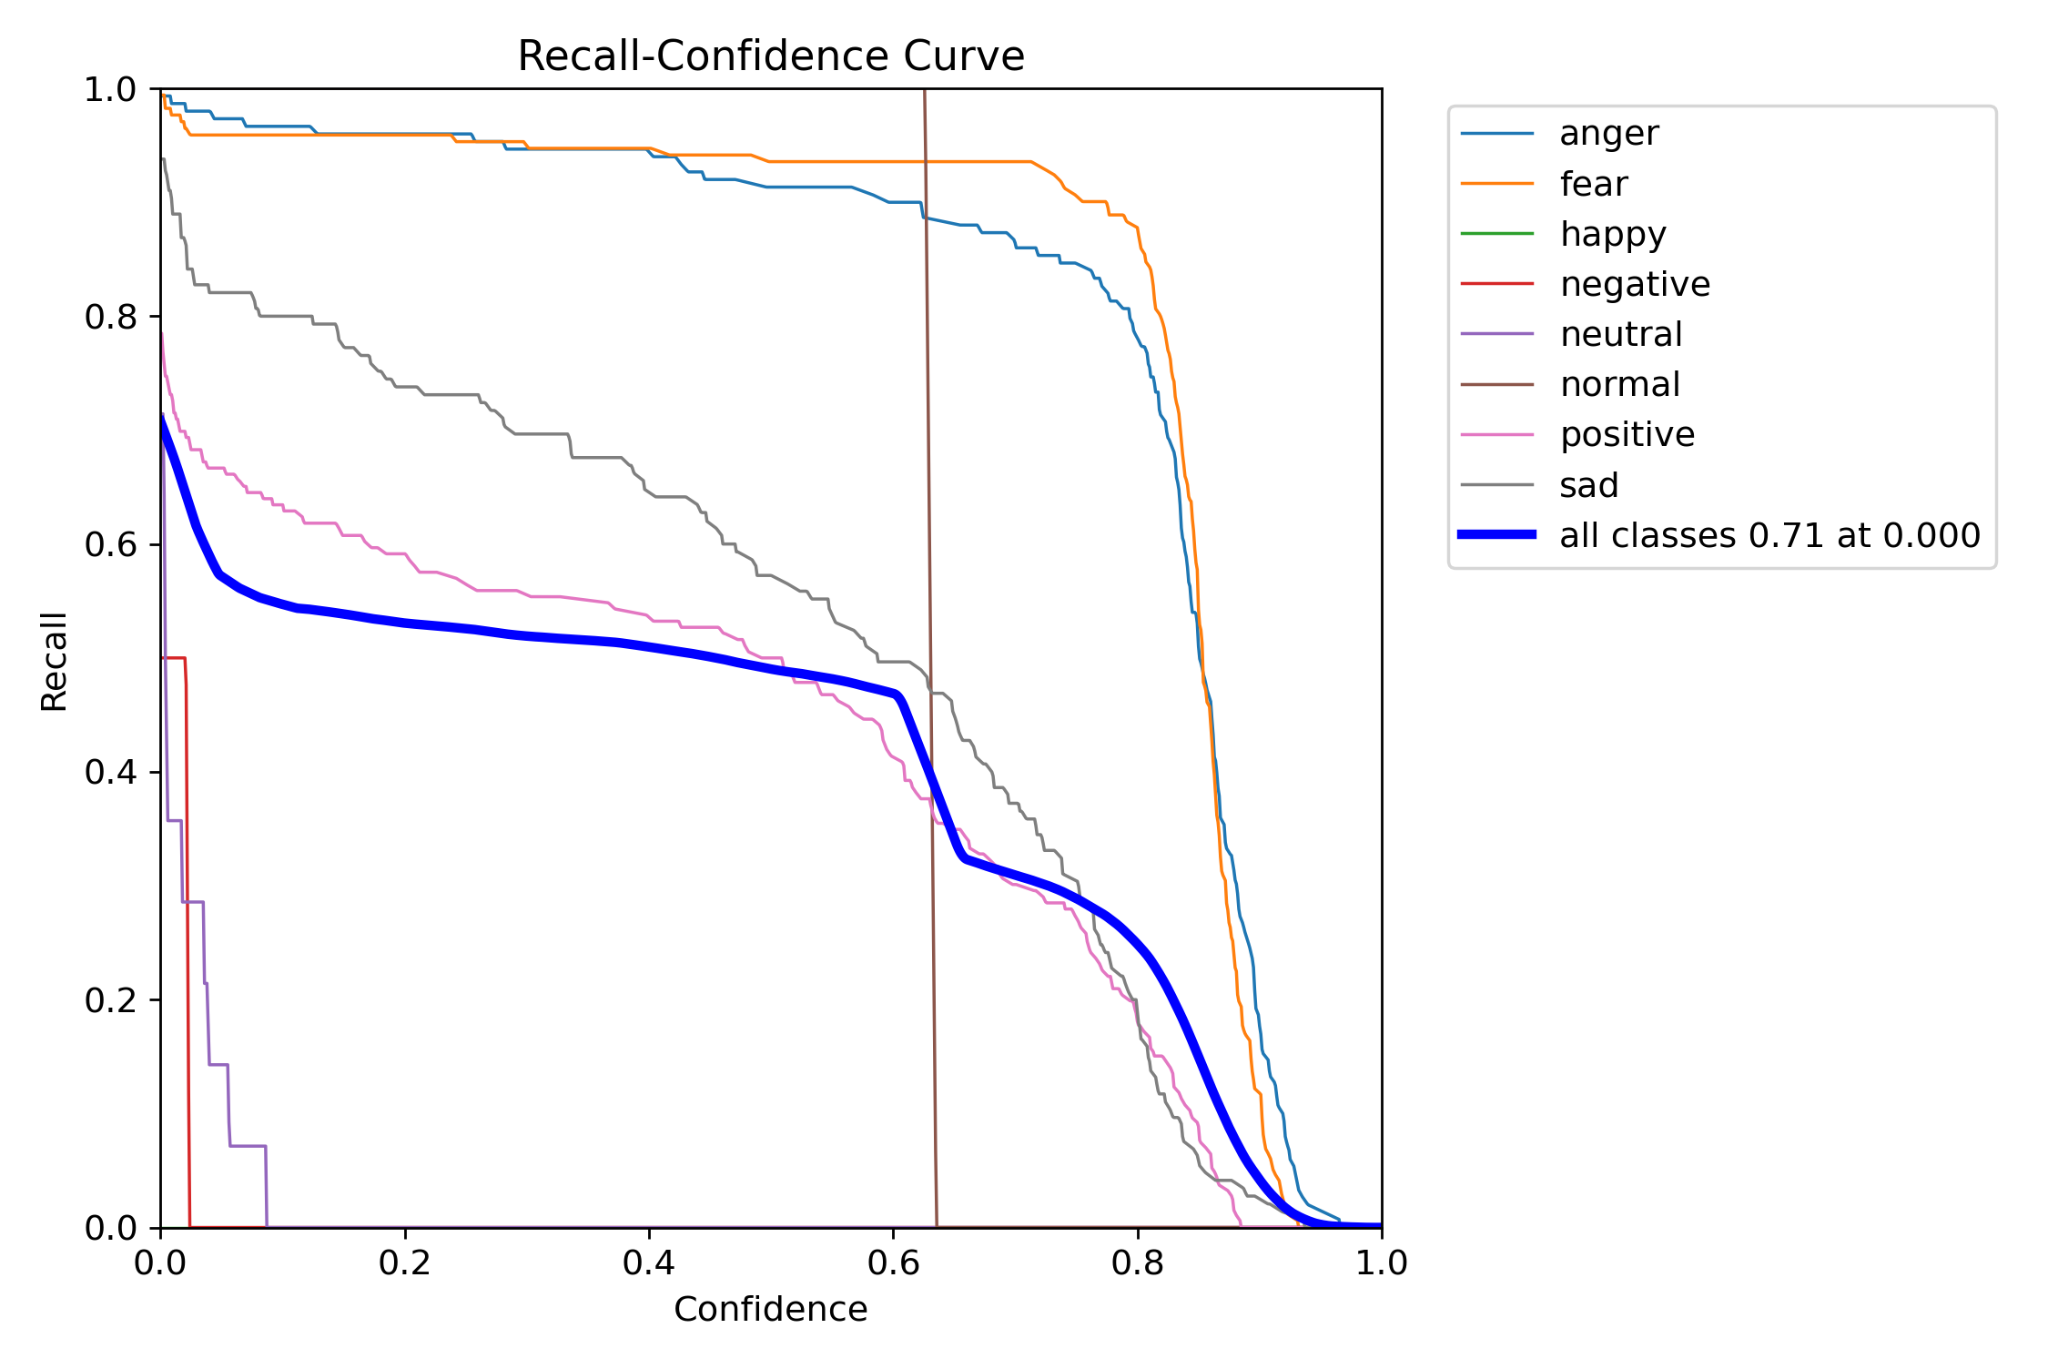 Recall-Confidence Curve
1.0
0.8
0.6
0.4
0.2
0.0
Recall
0.0 0.2 0.4 0.6 0.8 1.0
Confidence
anger
fear
happy
negative
neutral
normal
positive
sad
all classes 0.71 at 0.000